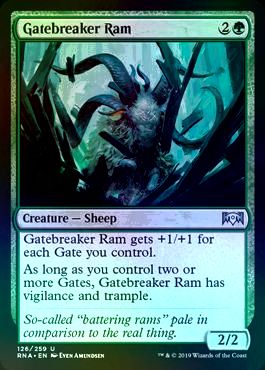 Gatebreaker Ram 2
Creature — Sheep
Gatebreaker Ram gets +1/+1 for
each Gate you control.
As long as you control two or
more Gates, Gatebreaker Ram has
vigilance and trample.
So-called “battering rams” pale in
comparison to the real thing.
2/2
126/259 U
RNA • EN Even Amundsen
™ & © 2019 Wizards of the Coast